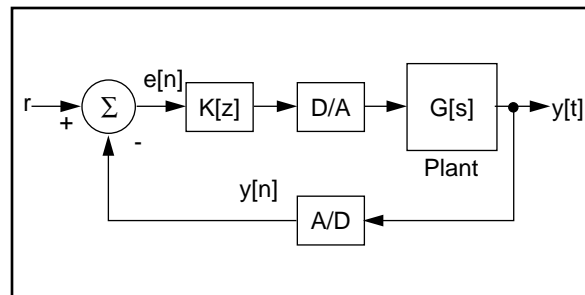 e[n]
r
+
Σ
-
K[z]
D/A
G[s]
y[t]
Plant
y[n]
A/D